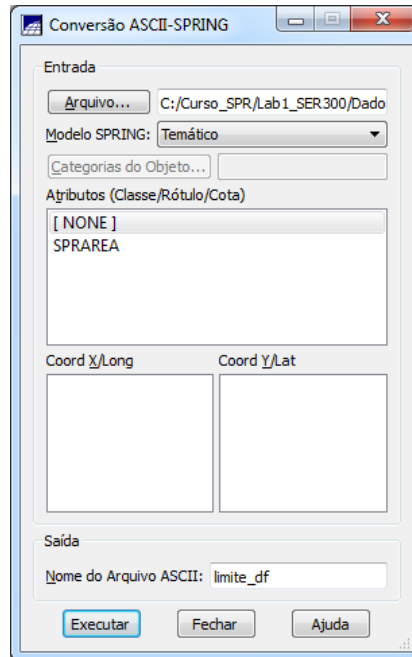 Conversão ASCII-SPRING
Entrada
Arquivo... C:/Curso_SPR/Lab1_SER300/Dado
Modelo SPRING: Temático
Categorias do Objeto...
Atributos (Classe/Rótulo/Cota)
[ NONE ]
SPRAREA
Coord X/Long Coord Y/Lat
Saída
Nome do Arquivo ASCII: limite_df
Executar Fechar Ajuda